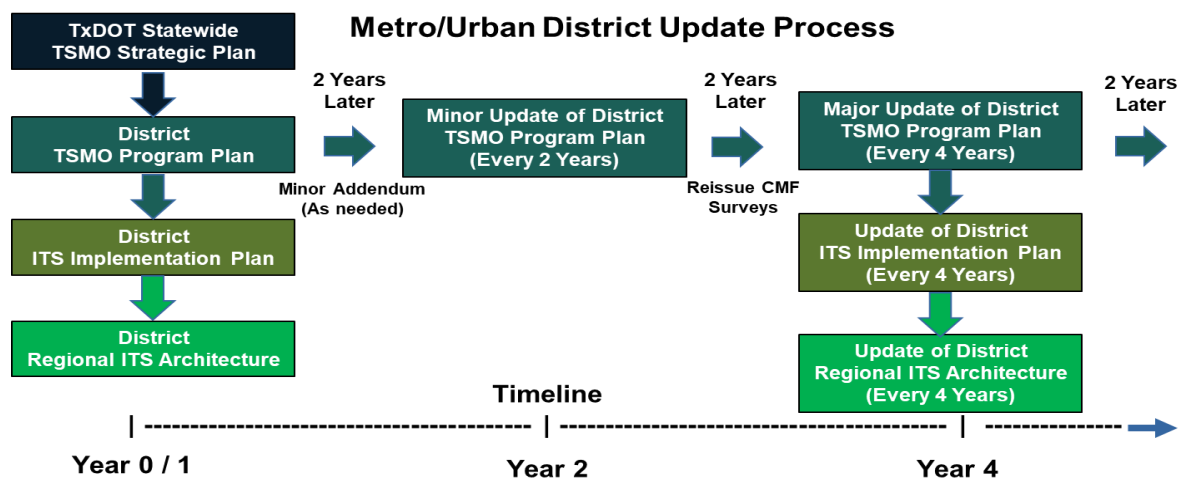 Metro/Urban District Update Process
TxDOT Statewide
TSMO Strategic Plan
District
TSMO Program Plan
District
ITS Implementation Plan
District
Regional ITS Architecture
2 Years
Later
Minor Addendum
(As needed)
Minor Update of District
TSMO Program Plan
(Every 2 Years)
2 Years
Later
Reissue CMF
Surveys
Major Update of District
TSMO Program Plan
(Every 4 Years)
Update of District
ITS Implementation Plan
(Every 4 Years)
Update of District
Regional ITS Architecture
(Every 4 Years)
2 Years
Later
Timeline
Year 0 / 1
Year 2
Year 4